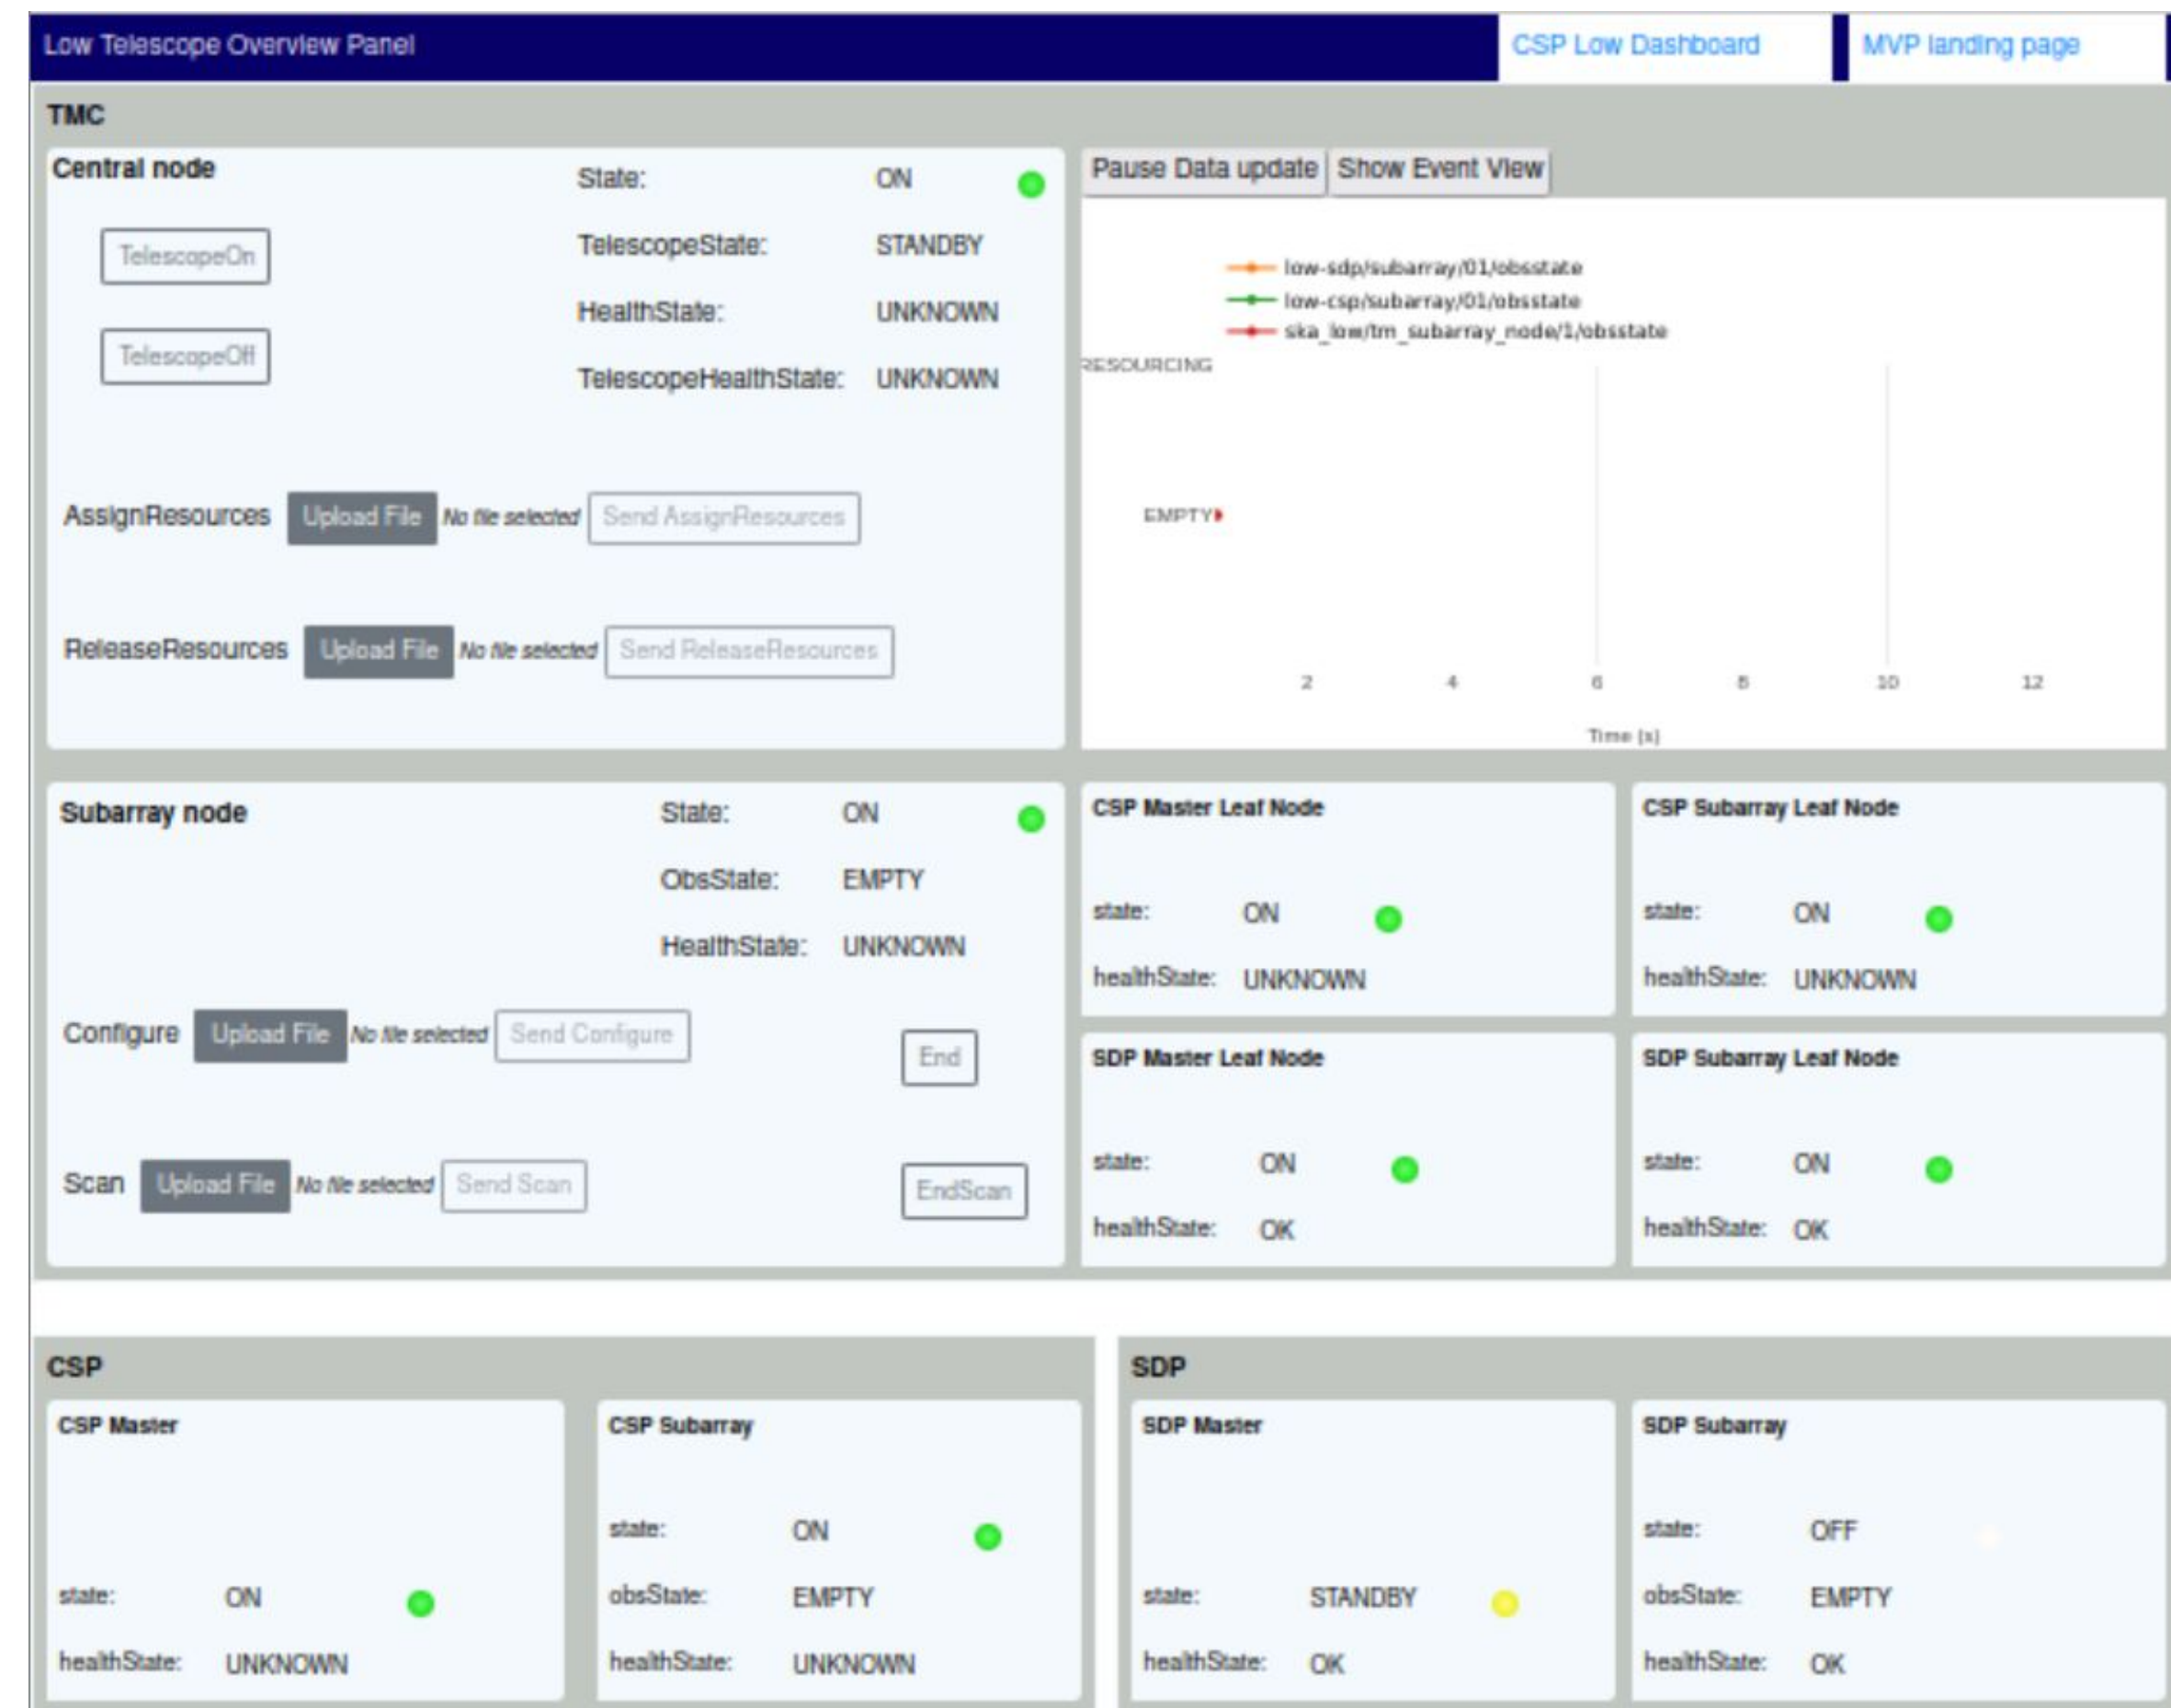 Low Telescope Overview Panel
CSP Low Dashboard
MVP landing page
TMC
Central node
State: ON
TelescopeOn
TelescopeState: STANDBY
HealthState: UNKNOWN
TelescopeOff
TelescopeHealthState: UNKNOWN
AssignResources Upload File No file selected Send AssignResources
ReleaseResources Upload File No file selected Send ReleaseResources
Pause Data update Show Event View
low-sdp/subarray/01/obsstate
low-csp/subarray/01/obsstate
ska_low/tm_subarray_node/1/obsstate
RESOURCING
EMPTY
2 4 6 8 10 12
Time (s)
Subarray node
State: ON
ObsState: EMPTY
HealthState: UNKNOWN
Configure Upload File No file selected Send Configure
End
Scan Upload File No file selected Send Scan
EndScan
CSP Master Leaf Node
state: ON
healthState: UNKNOWN
CSP Subarray Leaf Node
state: ON
healthState: UNKNOWN
SDP Master Leaf Node
state: ON
healthState: OK
SDP Subarray Leaf Node
state: ON
healthState: OK
CSP
CSP Master
state: ON
healthState: UNKNOWN
CSP Subarray
state: ON
obsState: EMPTY
healthState: UNKNOWN
SDP
SDP Master
state: STANDBY
healthState: OK
SDP Subarray
state: OFF
obsState: EMPTY
healthState: OK